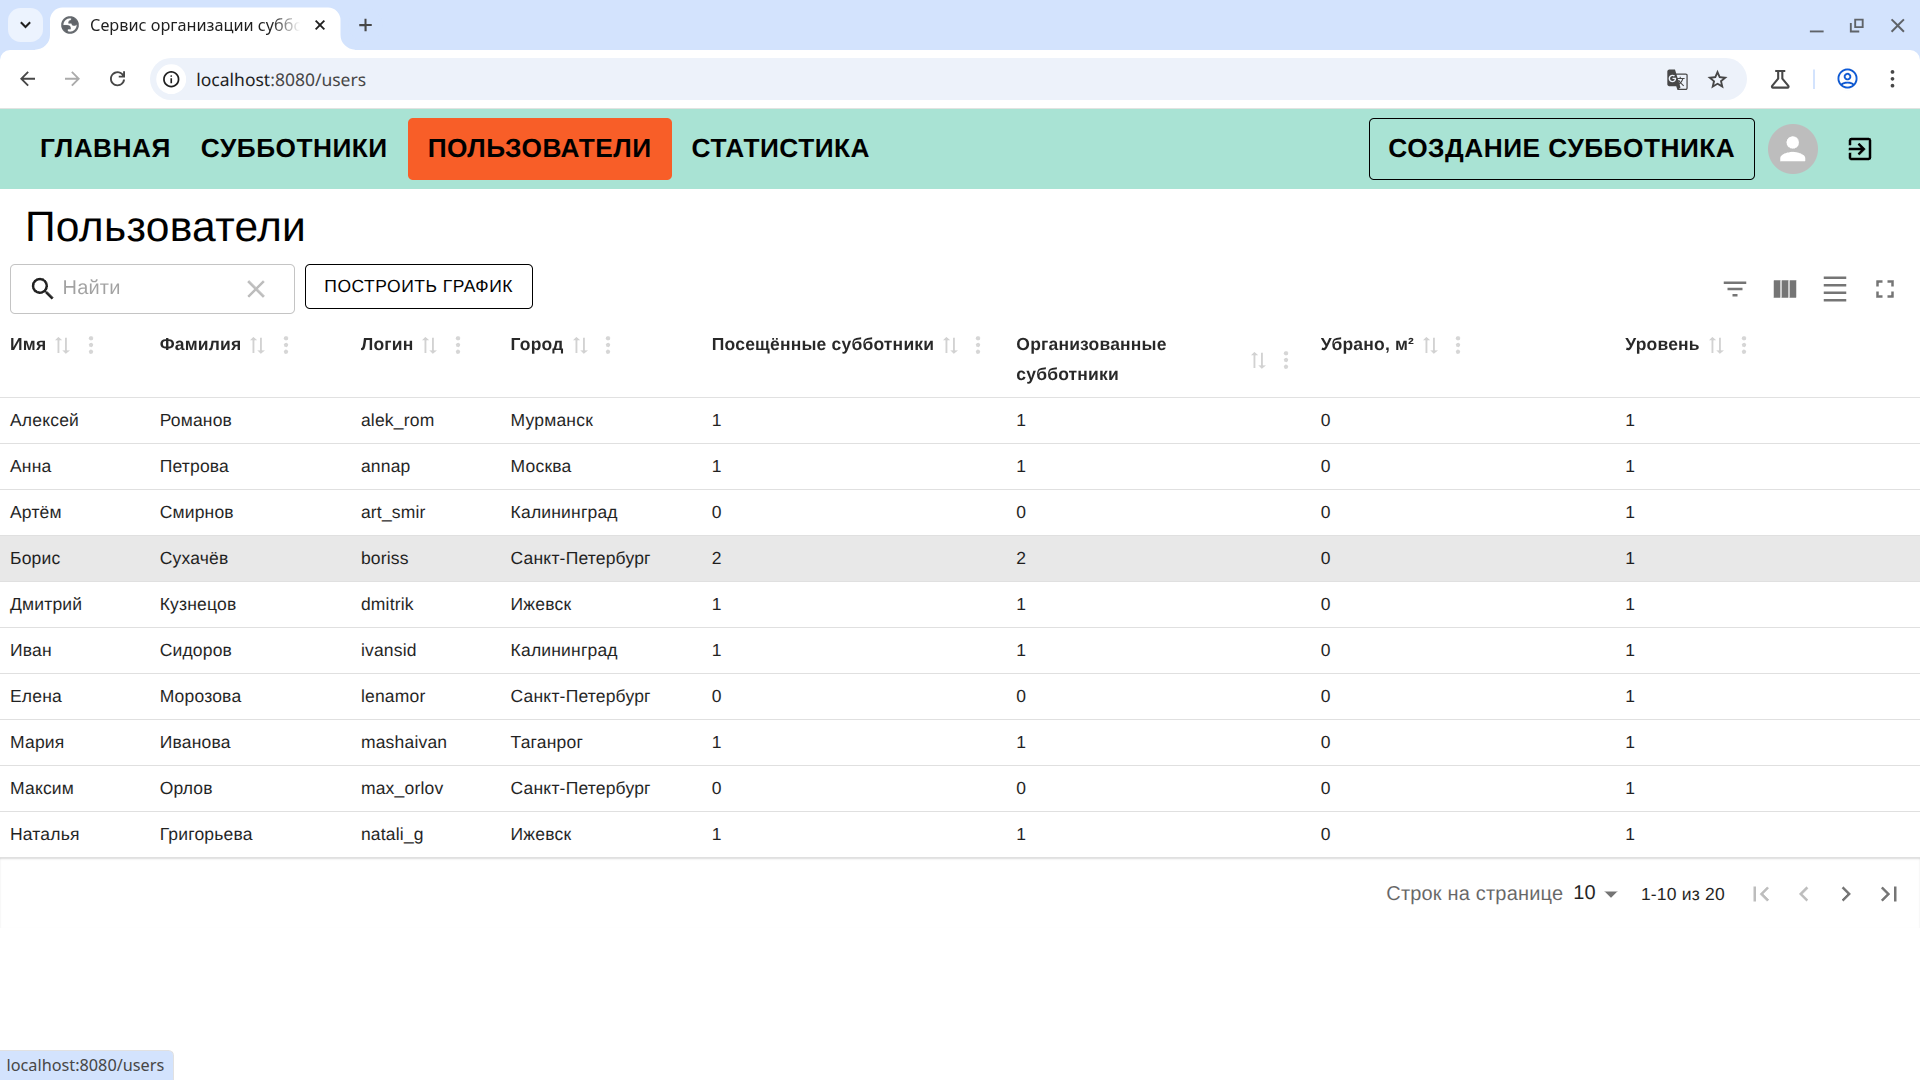 Сервис организации суббо
localhost:8080/users
ГЛАВНАЯ СУББОТНИКИ ПОЛЬЗОВАТЕЛИ СТАТИСТИКА СОЗДАНИЕ СУББОТНИКА
Пользователи
Найти ПОСТРОИТЬ ГРАФИК
Имя Фамилия Логин Город Посещённые субботники Организованные субботники Убрано, м² Уровень
Алексей Романов alek_rom Мурманск 1 1 0 1
Анна Петрова annap Москва 1 1 0 1
Артём Смирнов art_smir Калининград 0 0 0 1
Борис Сухачёв boriss Санкт-Петербург 2 2 0 1
Дмитрий Кузнецов dmitrik Ижевск 1 1 0 1
Иван Сидоров ivansid Калининград 1 1 0 1
Елена Морозова lenamor Санкт-Петербург 0 0 0 1
Мария Иванова mashaivan Таганрог 1 1 0 1
Максим Орлов max_orlov Санкт-Петербург 0 0 0 1
Наталья Григорьева natali_g Ижевск 1 1 0 1
Строк на странице 10 1-10 из 20
localhost:8080/users